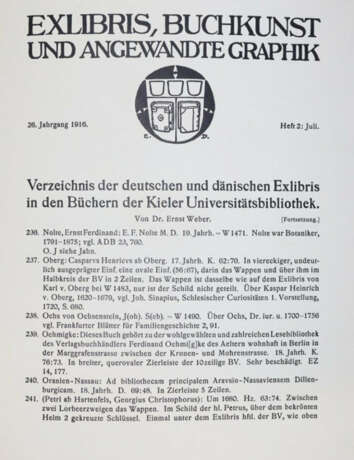 EXLIBRIS, BUCHKUNST
UND ANGEWANDTE GRAPHIK
E. D.
26. Jahrgang 1916. Heft 2: Juli.
Verzeichnis der deutschen und dänischen Exlibris
in den Büchern der Kieler Universitätsbibliothek.
Von Dr. Ernst Weber. [Fortsetzung.]
236. Nolte, Ernst Ferdinand: E. F. Nolte M. D. 19. Jahrh. – W 1471. Nolte war Botaniker,
1791–1875; vgl. ADB 23, 760.
O. J siehe Jahn.
237. Oberg: Casparvs Henricvs ab Oberg. 17. Jahrh. K. 02:70. In viereckiger, undeut-
lich ausgeprägter Einf. eine ovale Einf. (56:67), darin das Wappen und über ihm im
Halbkreis der BV in 2 Zeilen. Das Wappen ist dasselbe wie auf dem Exlibris von
Karl v. Oberg bei W 1483, nur ist der Schild nicht geteilt. Über Kaspar Heinrich
v. Oberg, 1620–1679, vgl. Joh. Sinapius, Schlesischer Curiositäten 1. Vorstellung,
1720, S. 680.
238. Ochs von Ochsenstein, J(oh). S(eb). – W 1490. Über Ochs, Dr. iur. u. 1700–1756
vgl. Frankfurter Blätter für Familiengeschichte 2, 91.
239. Oehmigke: Dieses Buch gehört zu der wohlgewählten und zahlreichen Lesebibliothek
des Verlagsbuchhändlers Ferdinand Oehmi[g]ke des Aeltern wohnhaft in Berlin in
der Marggrafenstrasse zwischen der Kronen- und Mohrenstrasse. 18. Jahrh. K.
76:73. In breiter, quervoller Zierleiste der 10zeilige BV. Sehr beschädigt. EZ
14, 177.
240. Oranien-Nassau: Ad bibliothecam principalem Aravsio-Nassaviensem Dillen-
burgicam. 18. Jahrh. D. 69:48. In Zierleiste 5 Zeilen.
241. (Petri ab Hartenfels, Georgius Christophorus): Um 1660. Hz. 63:74. Zwischen
zwei Lorbeerzweigen das Wappen. Im Schild der hl. Petrus, über dem bekrönten
Helm 2 gekreuzte Schlüssel. Einmal unter dem Exlibris hdl. der BV, wie oben